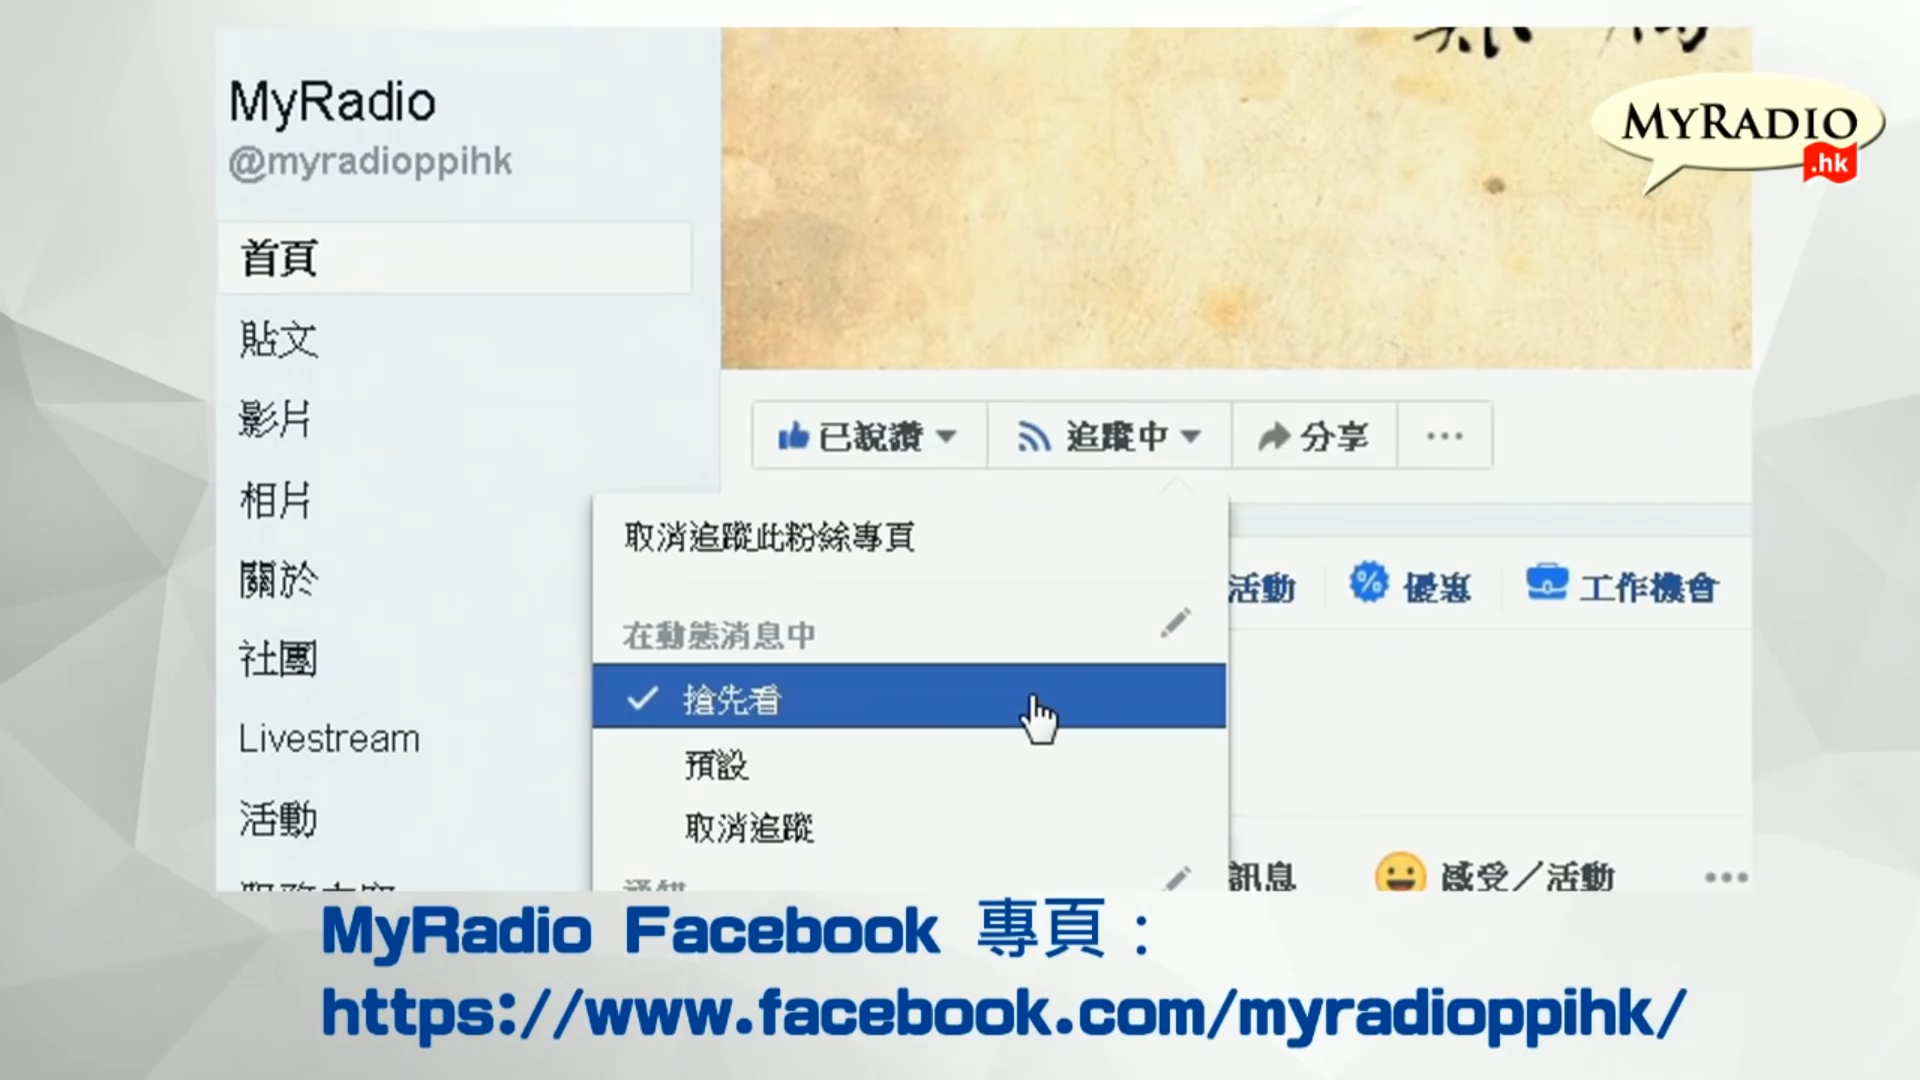 MyRadio
@myradioppihk
首頁
貼文
影片
相片
關於
社團
Livestream
活動
MYRADIO
.hk
已說讚
追蹤中
分享
取消追蹤此粉絲專頁
在動態消息中
搶先看
預設
取消追蹤
活動
優惠
工作機會
訊息
感受／活動
MyRadio Facebook 專頁：
https://www.facebook.com/myradioppihk/